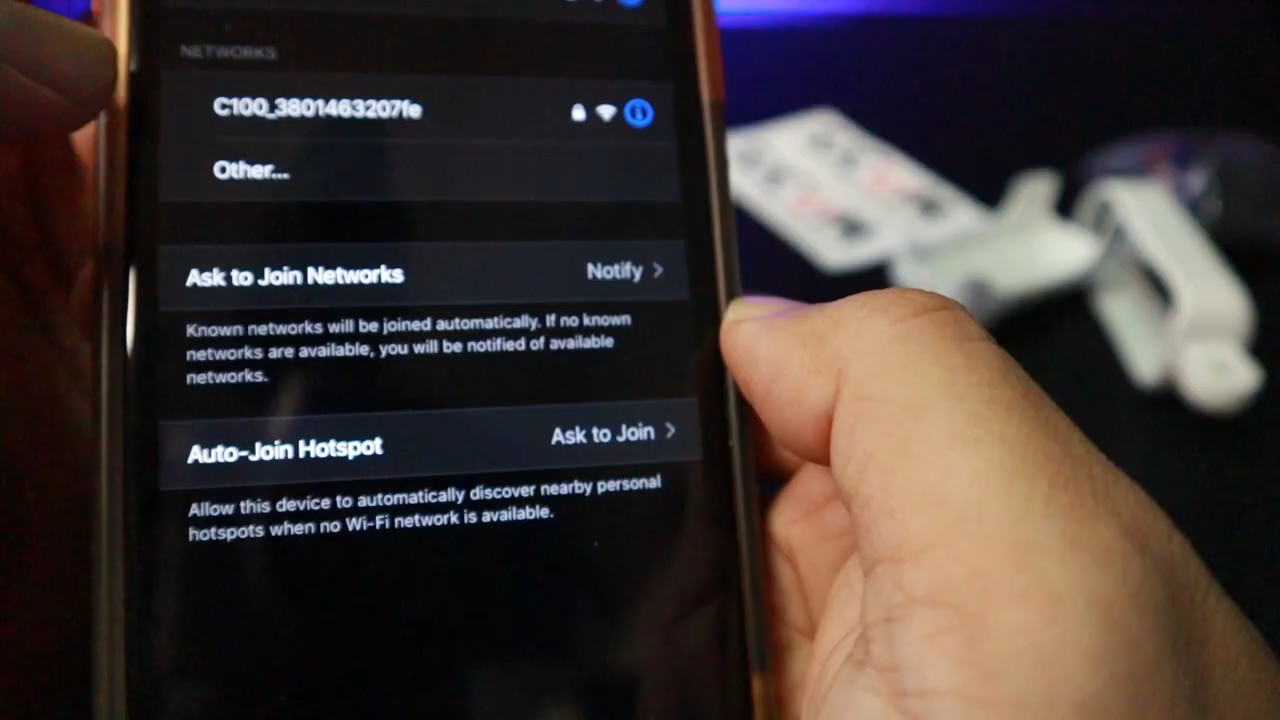 NETWORKS
C100_3801463207fe
Other...
Ask to Join Networks
Notify
Known networks will be joined automatically. If no known
networks are available, you will be notified of available
networks.
Auto-Join Hotspot
Ask to Join
Allow this device to automatically discover nearby personal
hotspots when no Wi-Fi network is available.